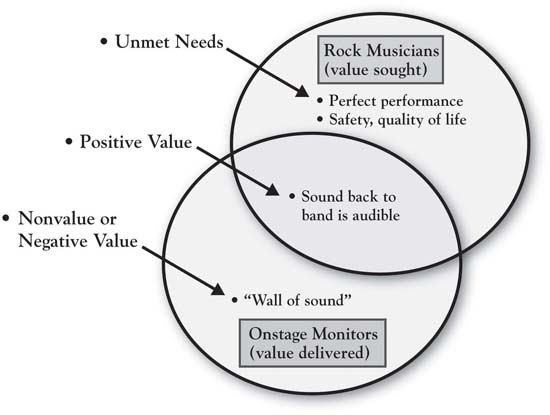 • Unmet Needs
Rock Musicians
(value sought)
• Perfect performance
• Safety, quality of life
• Positive Value
• Sound back to
band is audible
• Nonvalue or
Negative Value
• “Wall of sound”
Onstage Monitors
(value delivered)